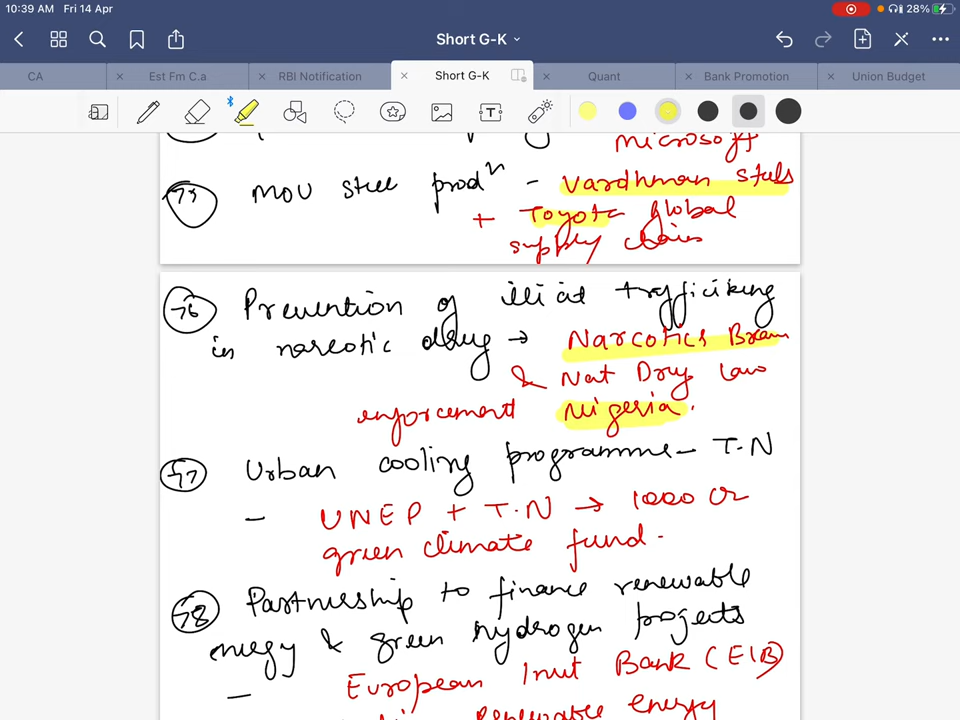 10:39 AM Fri 14 Apr 28%
Short G-K
CA Est Fm C.a RBI Notification Short G-K Quant Bank Promotion Union Budget
Microsoft
75 MOU steel prodn - Vardhman steels
+ Toyota global
supply chains
76 Prevention of illicit trafficiking
in narcotic drug → Narcotics
& Nat Drug law
enforcement Nigeria.
77 Urban cooling programme - T.N
- UNEP + T.N → 1000 cr
green climate fund.
78 Partnership to finance renewable
energy & green hydrogen projects
- European Invt Bank (EIB)
Renewable energy